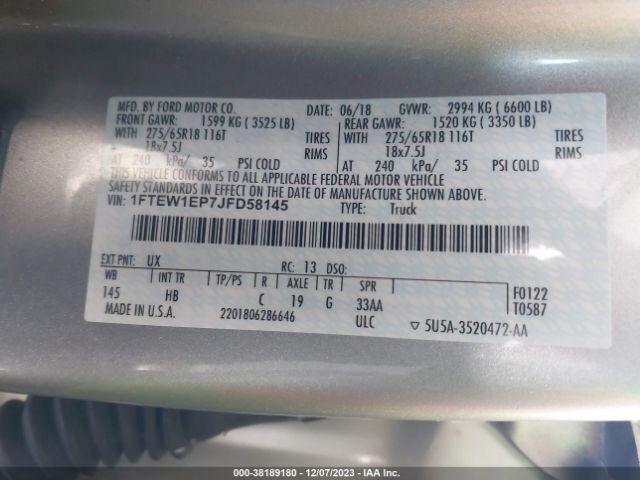 MFD. BY FORD MOTOR CO. DATE: 06/18 GVWR: 2994 KG ( 6600 LB)
FRONT GAWR: 1599 KG ( 3525 LB) REAR GAWR: 1520 KG ( 3350 LB)
WITH 275/65R18 116T TIRES WITH 275/65R18 116T TIRES
18x7.5J RIMS 18x7.5J RIMS
AT 240 kPa/ 35 PSI COLD AT 240 kPa/ 35 PSI COLD
THIS VEHICLE CONFORMS TO ALL APPLICABLE FEDERAL MOTOR VEHICLE
SAFETY STANDARDS IN EFFECT ON THE DATE OF MANUFACTURE SHOWN ABOVE
VIN: 1FTEW1EP7JFD58145 TYPE: Truck
EXT PNT: UX RC: 13 DSO:
WB INT TR TP/PS R AXLE TR SPR
145 HB C 19 G 33AA F0122
T0587
MADE IN U.S.A. 2201806286646 ULC 5U5A-3520472-AA
000-38189180 - 12/07/2023 - IAA Inc.